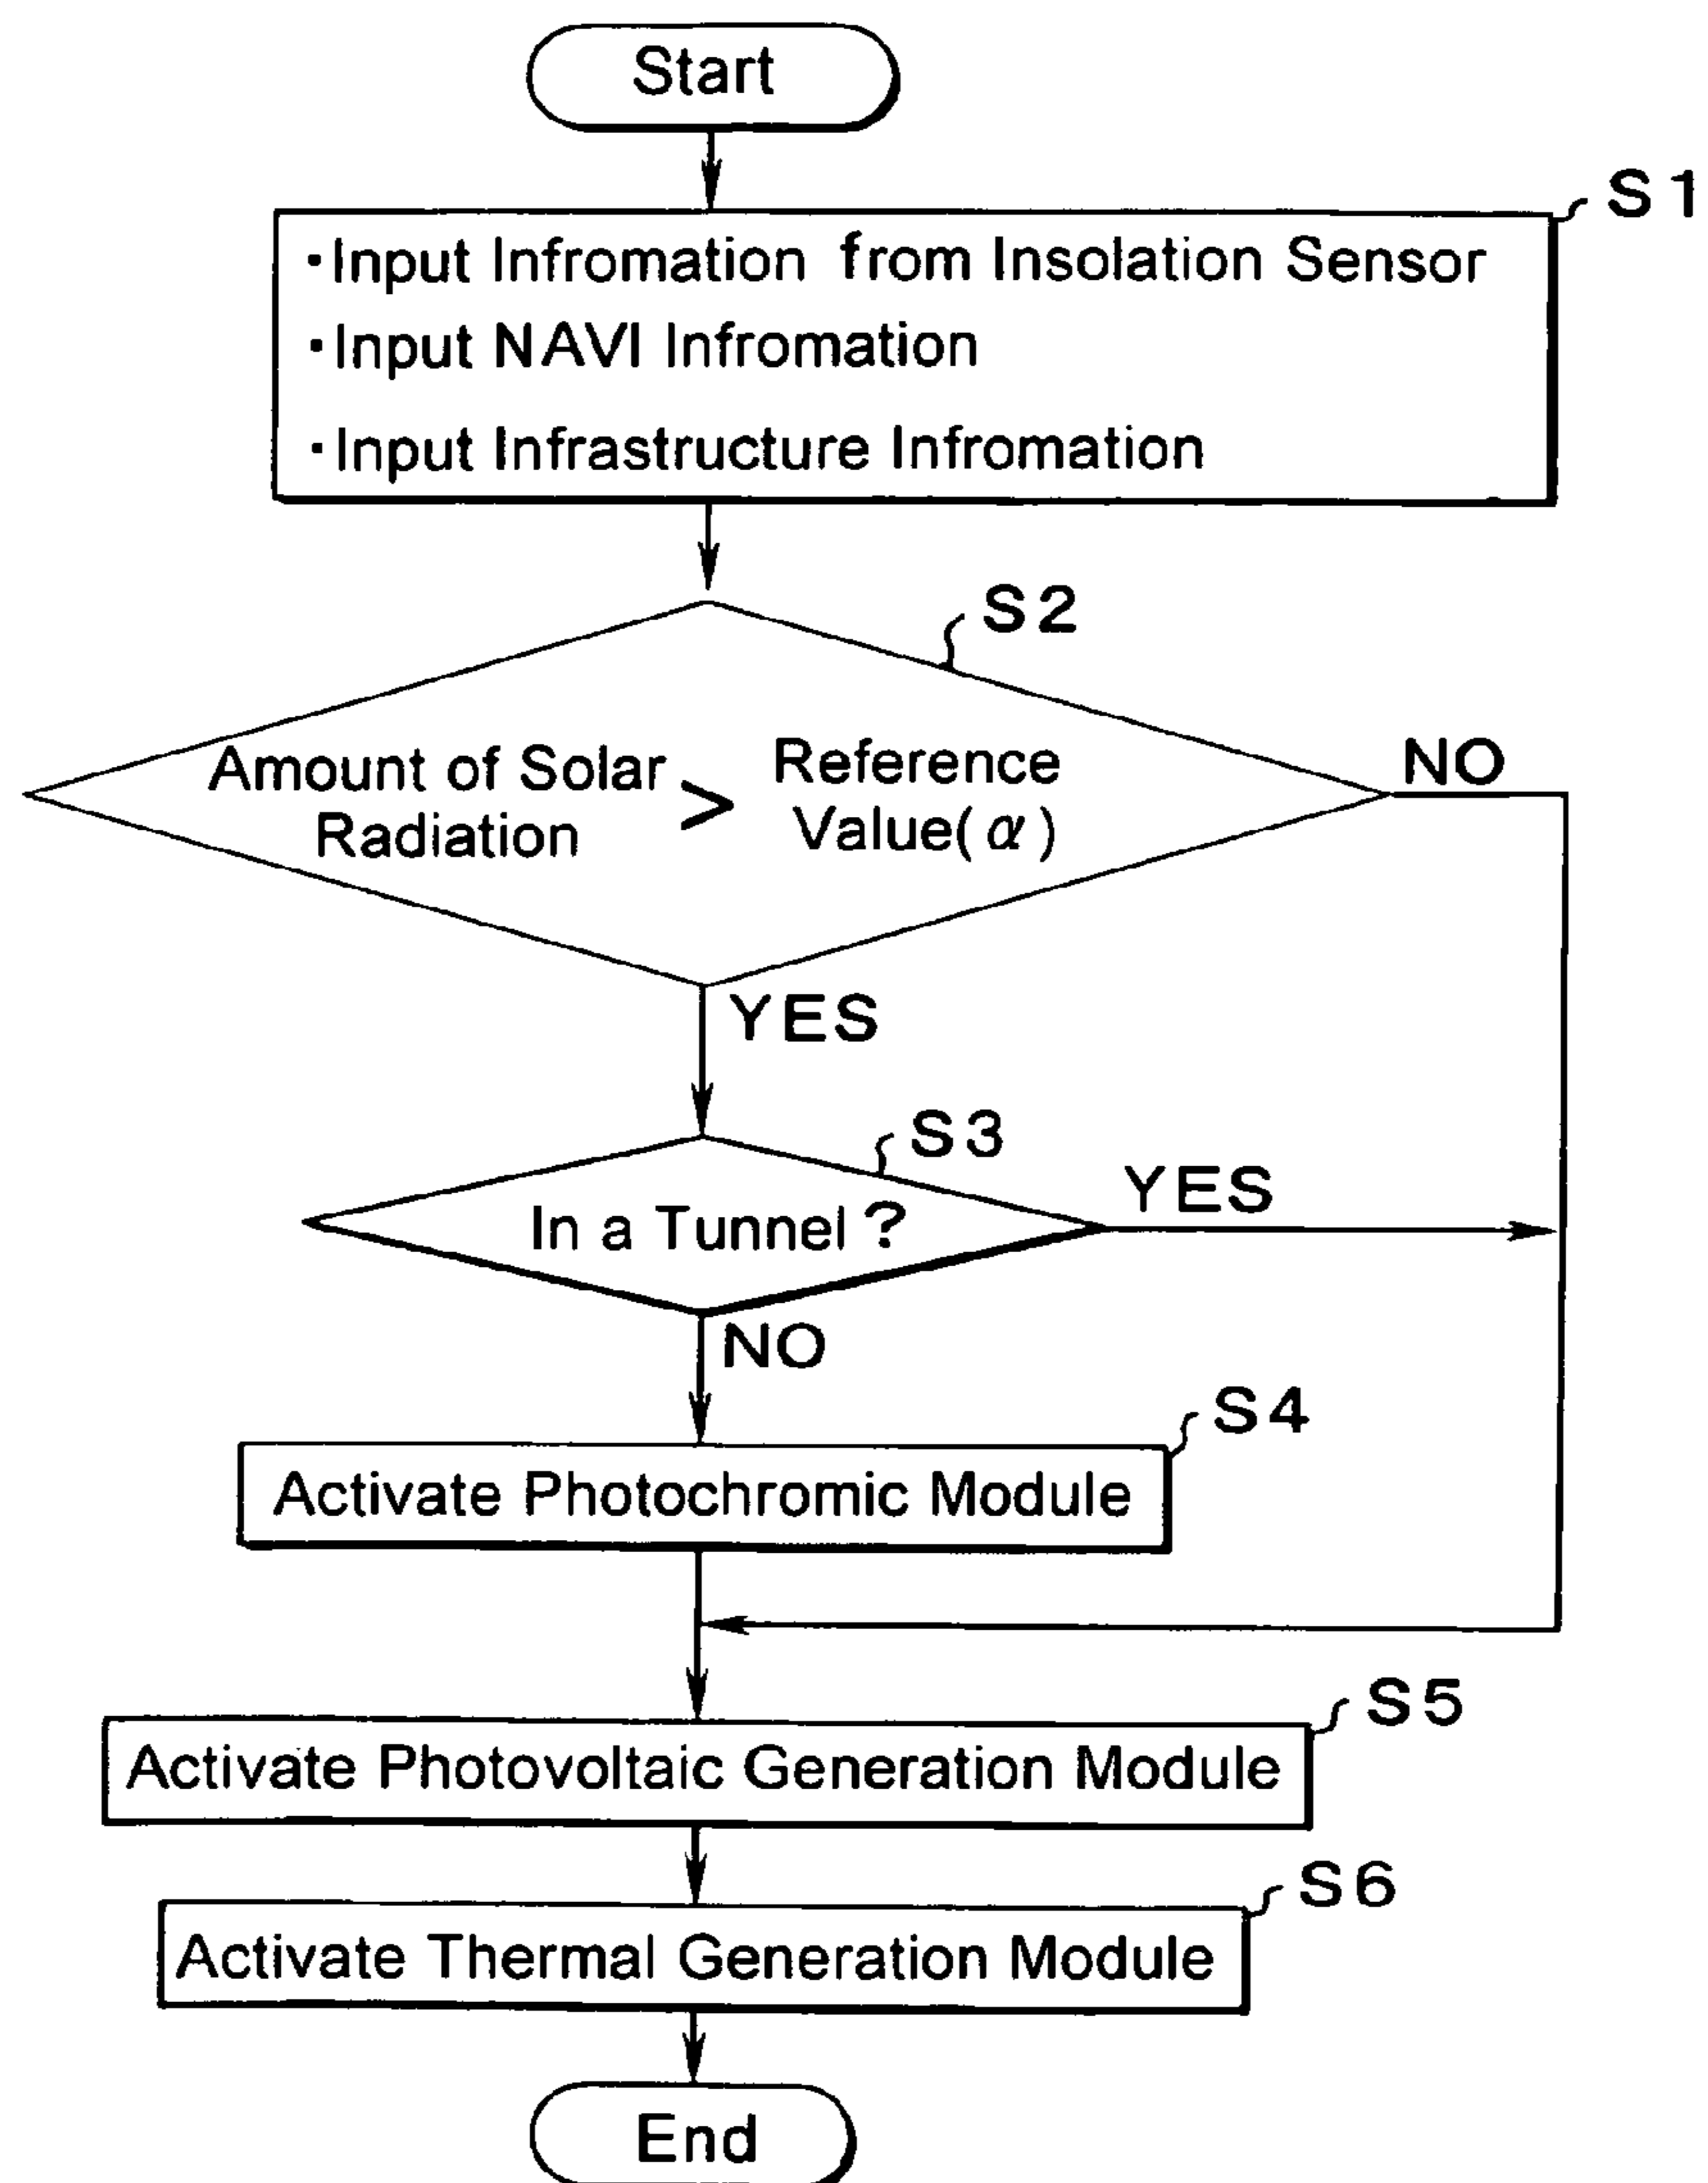 Start
S1
·Input Infromation from Insolation Sensor
·Input NAVI Infromation
·Input Infrastructure Infromation
S2
Amount of Solar Radiation > Reference Value(α)
NO
YES
S3
In a Tunnel?
YES
NO
S4
Activate Photochromic Module
S5
Activate Photovoltaic Generation Module
S6
Activate Thermal Generation Module
End